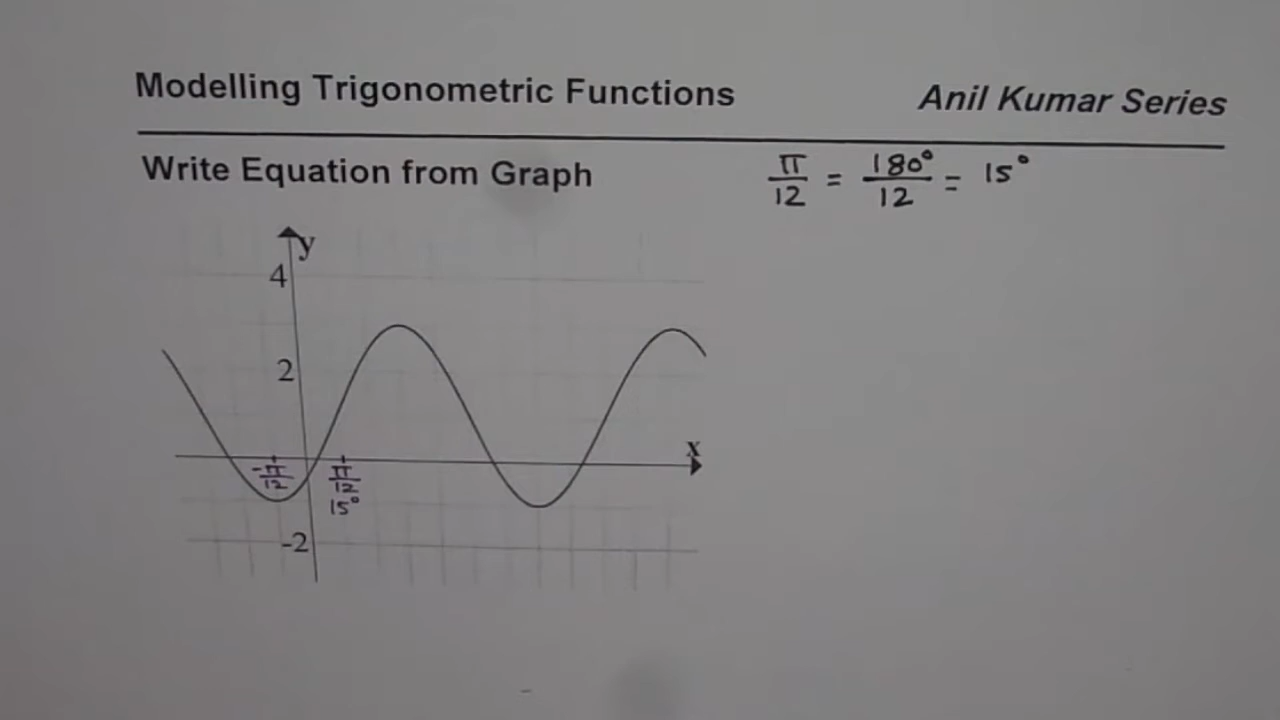 Modelling Trigonometric Functions
Anil Kumar Series
Write Equation from Graph
π/12 = 180°/12 = 15°
y
4
2
x
-π/12
π/12
15°
-2